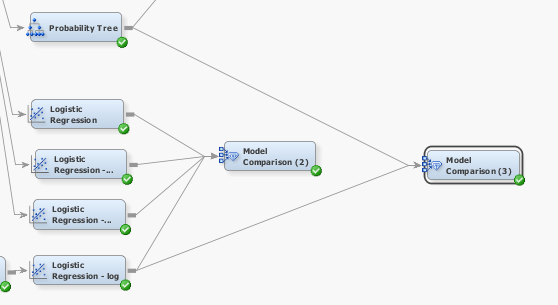 Probability Tree
Logistic
Regression
Logistic
Regression -...
Logistic
Regression -...
Logistic
Regression - log
Model
Comparison (2)
Model
Comparison (3)